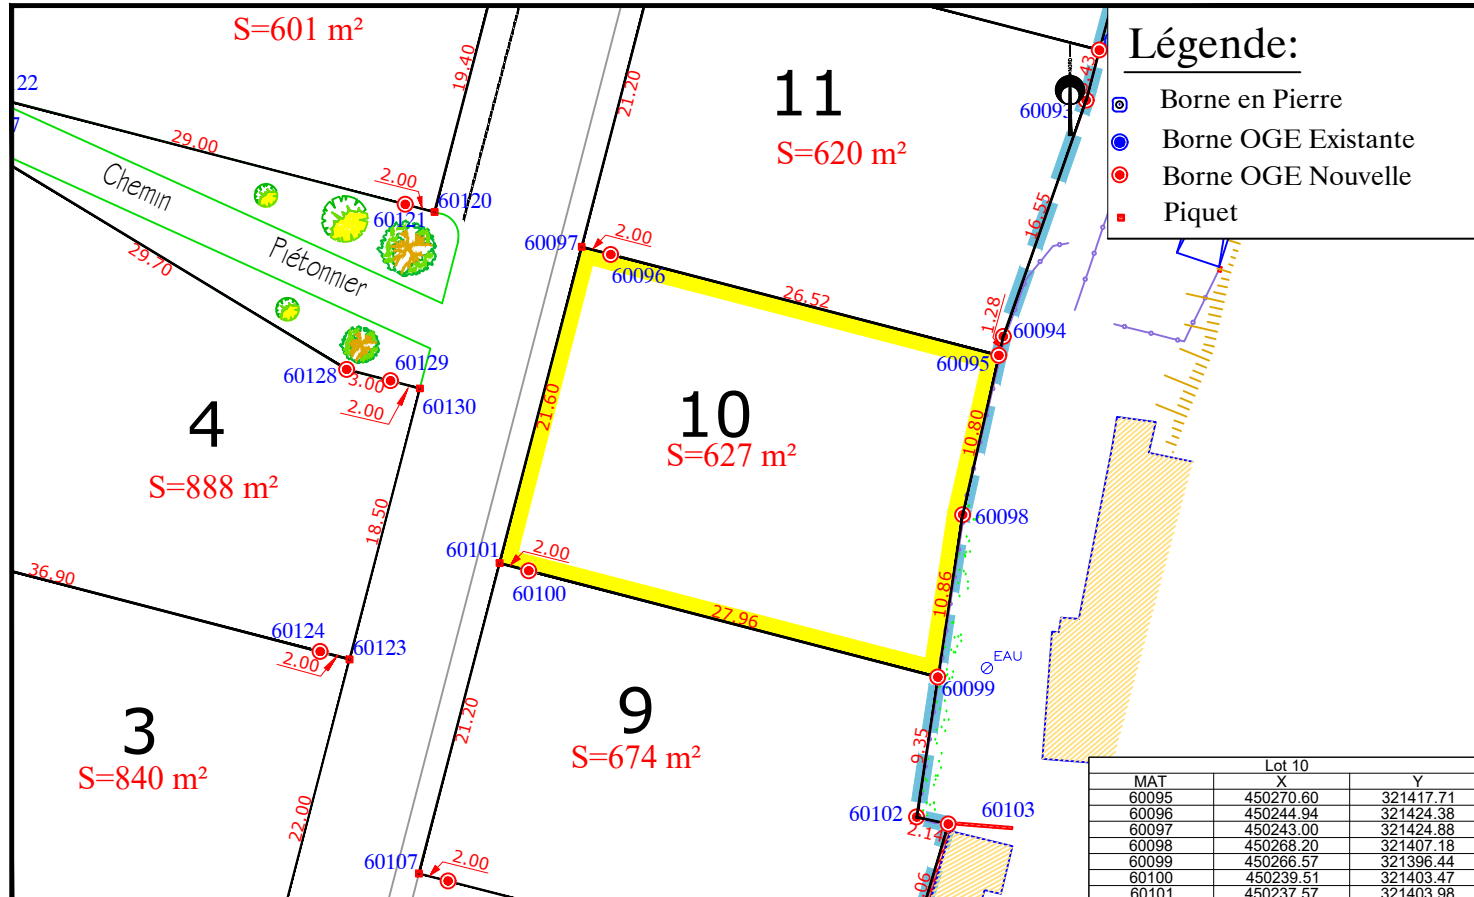 S=601 m²
19.40
21.20
11
S=620 m²
Légende:
Borne en Pierre
Borne OGE Existante
Borne OGE Nouvelle
Piquet
NORD
22
29.00
2.00
60120
60121
Chemin
Piétonnier
29.70
60097
2.00
60096
26.52
16.55
1.28
60094
60095
60128
3.00
60129
2.00
60130
4
S=888 m²
21.60
10
S=627 m²
10.80
60098
18.50
60101
2.00
60100
27.96
10.86
36.90
60124
2.00
60123
EAU
60099
3
S=840 m²
21.20
9
S=674 m²
9.35
22.00
60102
2.14
60103
60107
2.00
Lot 10
MAT X Y
60095 450270.60 321417.71
60096 450244.94 321424.38
60097 450243.00 321424.88
60098 450268.20 321407.18
60099 450266.57 321396.44
60100 450239.51 321403.47
60101 450237.57 321403.98